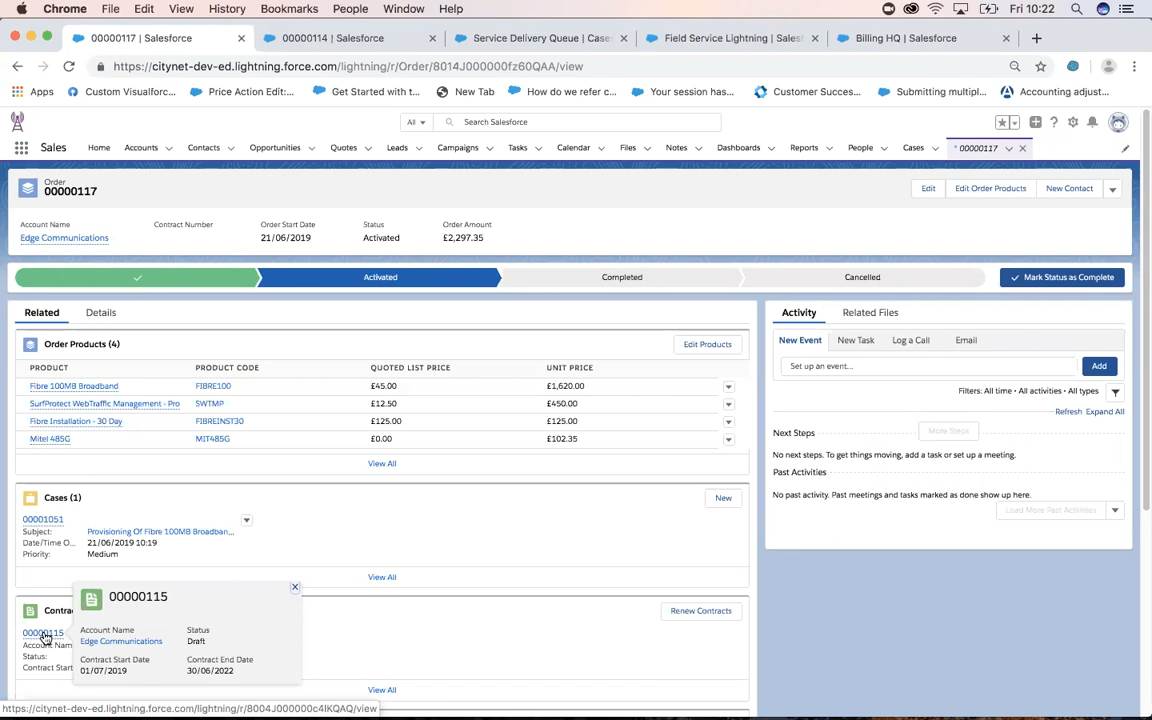 Chrome File Edit View History Bookmarks People Window Help Fri 10:22
00000117 | Salesforce 00000114 | Salesforce Service Delivery Queue | Case Field Service Lightning | Sales Billing HQ | Salesforce
https://citynet-dev-ed.lightning.force.com/lightning/r/Order/8014J000000fz60QAA/view
Apps Custom Visualforc... Price Action Edit:... Get Started with t... New Tab How do we refer c... Your session has... Customer Succes... Submitting multipl... Accounting adjust...
All Search Salesforce
Sales Home Accounts Contacts Opportunities Quotes Leads Campaigns Tasks Calendar Files Notes Dashboards Reports People Cases * 00000117
Order
00000117
Edit Edit Order Products New Contact
Account Name Contract Number Order Start Date Status Order Amount
Edge Communications 21/06/2019 Activated £2,297.35
Activated Completed Cancelled Mark Status as Complete
Related Details
Order Products (4) Edit Products
PRODUCT PRODUCT CODE QUOTED LIST PRICE UNIT PRICE
Fibre 100MB Broadband FIBRE100 £45.00 £1,620.00
SurfProtect WebTraffic Management - Pro SWTMP £12.50 £450.00
Fibre Installation - 30 Day FIBREINST30 £125.00 £125.00
Mitel 485G MIT485G £0.00 £102.35
View All
Cases (1) New
00001051
Subject: Provisioning Of Fibre 100MB Broadban...
Date/Time O... 21/06/2019 10:19
Priority: Medium
View All
Contrac Renew Contracts
00000115
Account Nam
Status:
Contract Start
00000115
Account Name Status
Edge Communications Draft
Contract Start Date Contract End Date
01/07/2019 30/06/2022
View All
https://citynet-dev-ed.lightning.force.com/lightning/r/8004J000000c4IKQAQ/view
Activity Related Files
New Event New Task Log a Call Email
Set up an event... Add
Filters: All time • All activities • All types
Refresh Expand All
Next Steps More Steps
No next steps. To get things moving, add a task or set up a meeting.
Past Activities
No past activity. Past meetings and tasks marked as done show up here.
Load More Past Activities